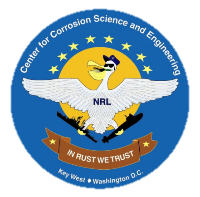 Center for Corrosion Science and Engineering
NRL
IN RUST WE TRUST
Key West ♦ Washington D.C.